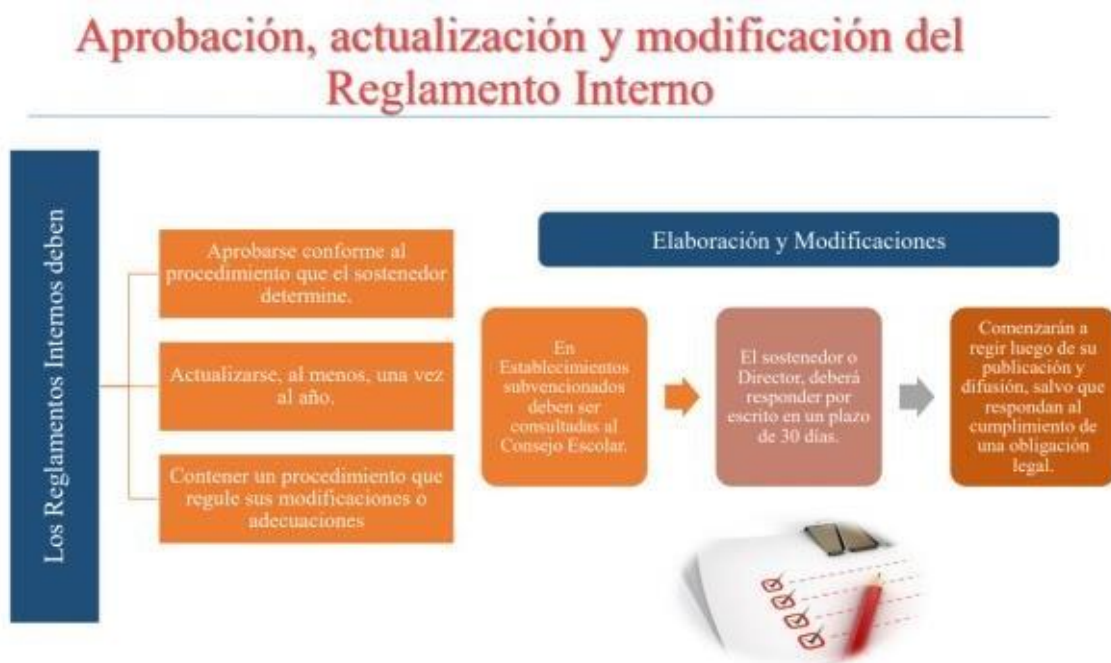 Aprobación, actualización y modificación del
Reglamento Interno
Los Reglamentos Internos deben
Aprobarse conforme al
procedimiento que el sostenedor
determine.
Actualizarse, al menos, una vez
al año.
Contener un procedimiento que
regule sus modificaciones o
adecuaciones
Elaboración y Modificaciones
En
Establecimientos
subvencionados
deben ser
consultadas al
Consejo Escolar.
El sostenedor o
Director, deberá
responder por
escrito en un plazo
de 30 días.
Comenzarán a
regir luego de su
publicación y
difusión, salvo que
respondan al
cumplimiento de
una obligación
legal.